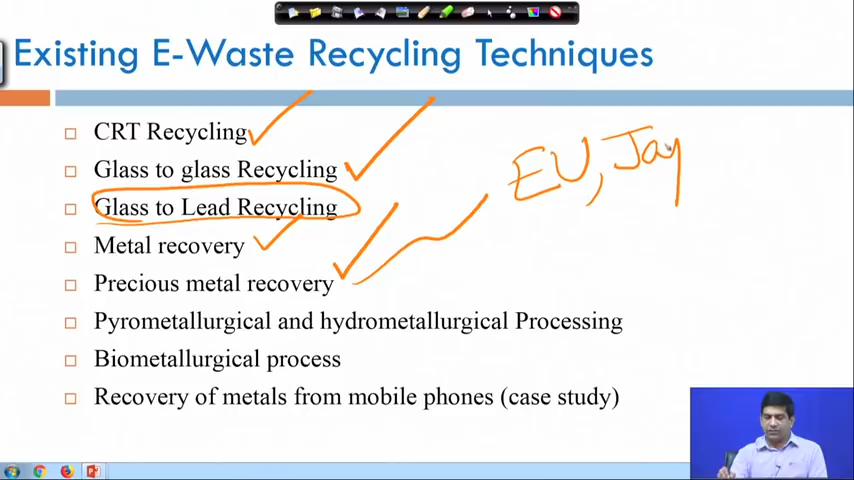 Existing E-Waste Recycling Techniques
CRT Recycling
Glass to glass Recycling
Glass to Lead Recycling
Metal recovery
Precious metal recovery
Pyrometallurgical and hydrometallurgical Processing
Biometallurgical process
Recovery of metals from mobile phones (case study)
EU, Jap